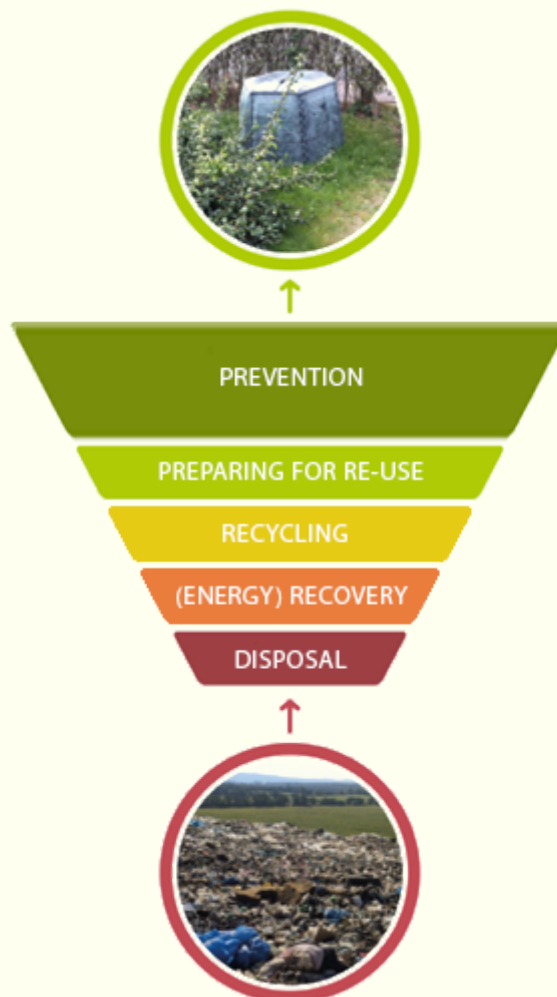 PREVENTION
PREPARING FOR RE-USE
RECYCLING
(ENERGY) RECOVERY
DISPOSAL